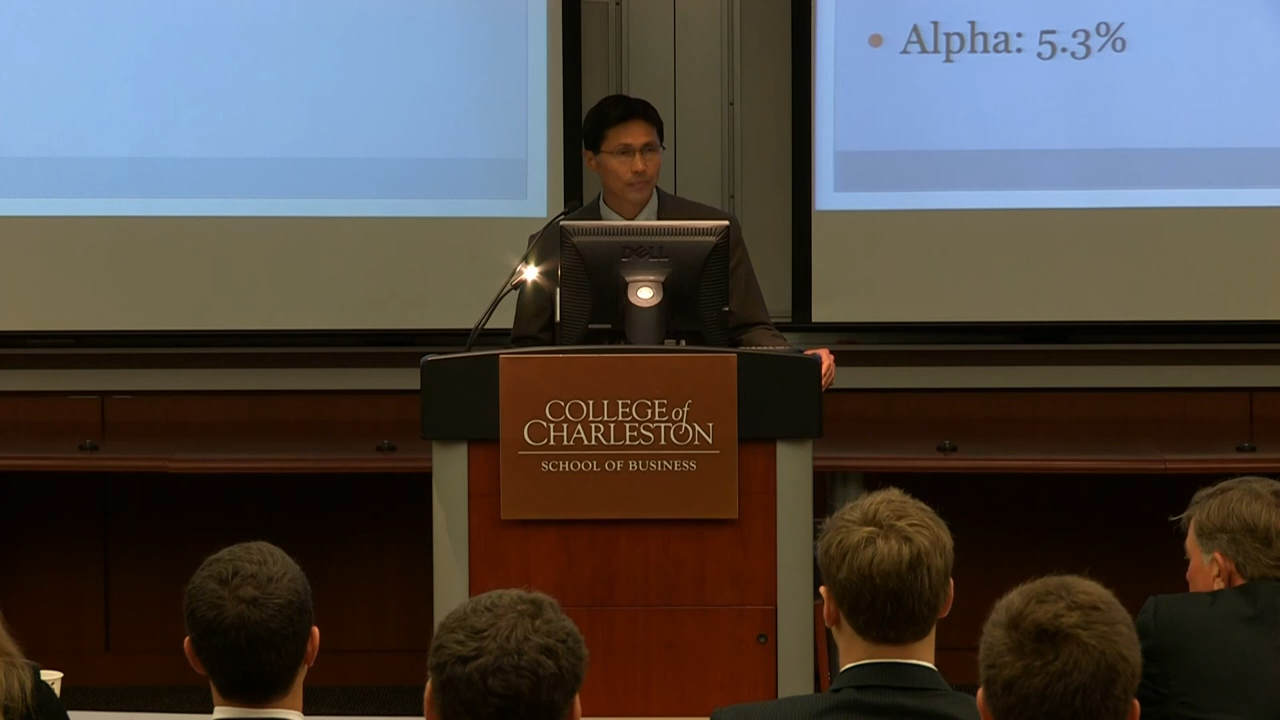 • Alpha: 5.3%
DELL
COLLEGE of
CHARLESTON
SCHOOL OF BUSINESS